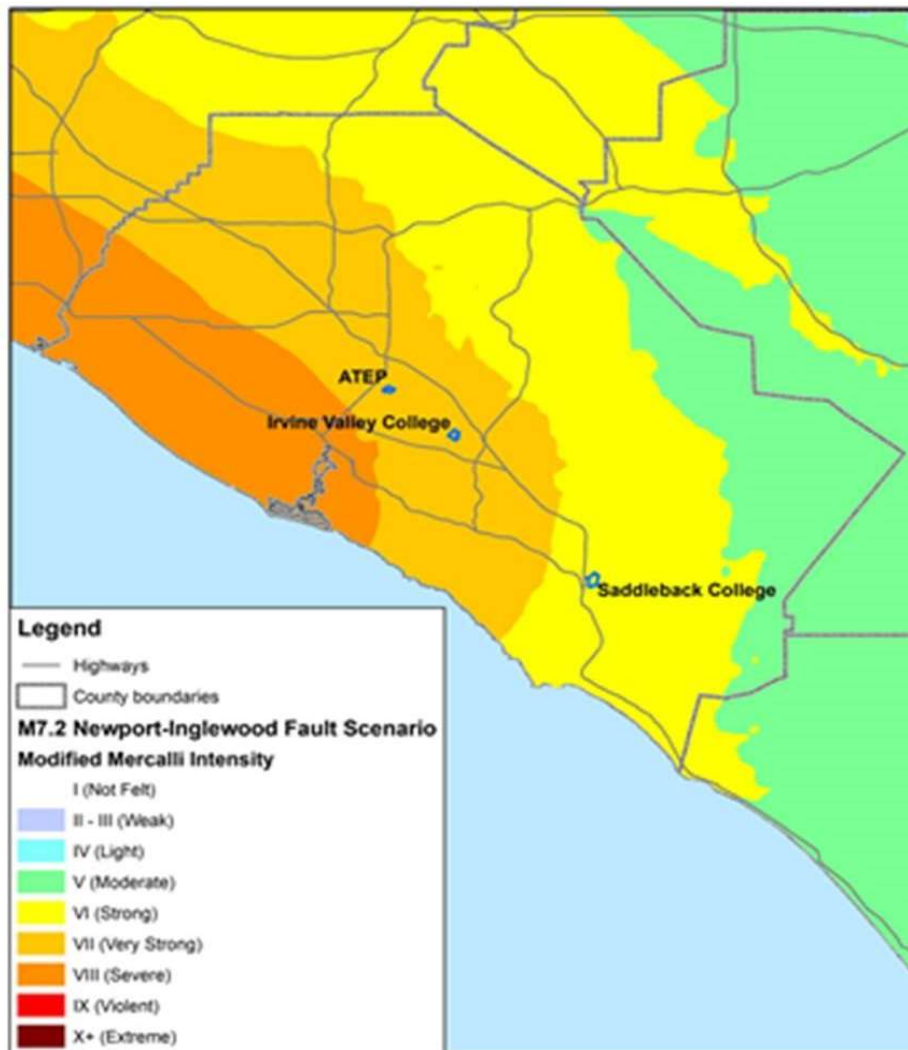 ATEP
Irvine Valley College
Saddleback College
Legend
Highways
County boundaries
M7.2 Newport-Inglewood Fault Scenario
Modified Mercalli Intensity
I (Not Felt)
II - III (Weak)
IV (Light)
V (Moderate)
VI (Strong)
VII (Very Strong)
VIII (Severe)
IX (Violent)
X+ (Extreme)